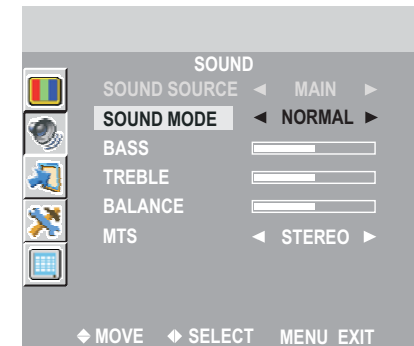 SOUND
SOUND SOURCE ◄ MAIN ►
SOUND MODE ◄ NORMAL ►
BASS
TREBLE
BALANCE
MTS ◄ STEREO ►
MOVE SELECT MENU EXIT